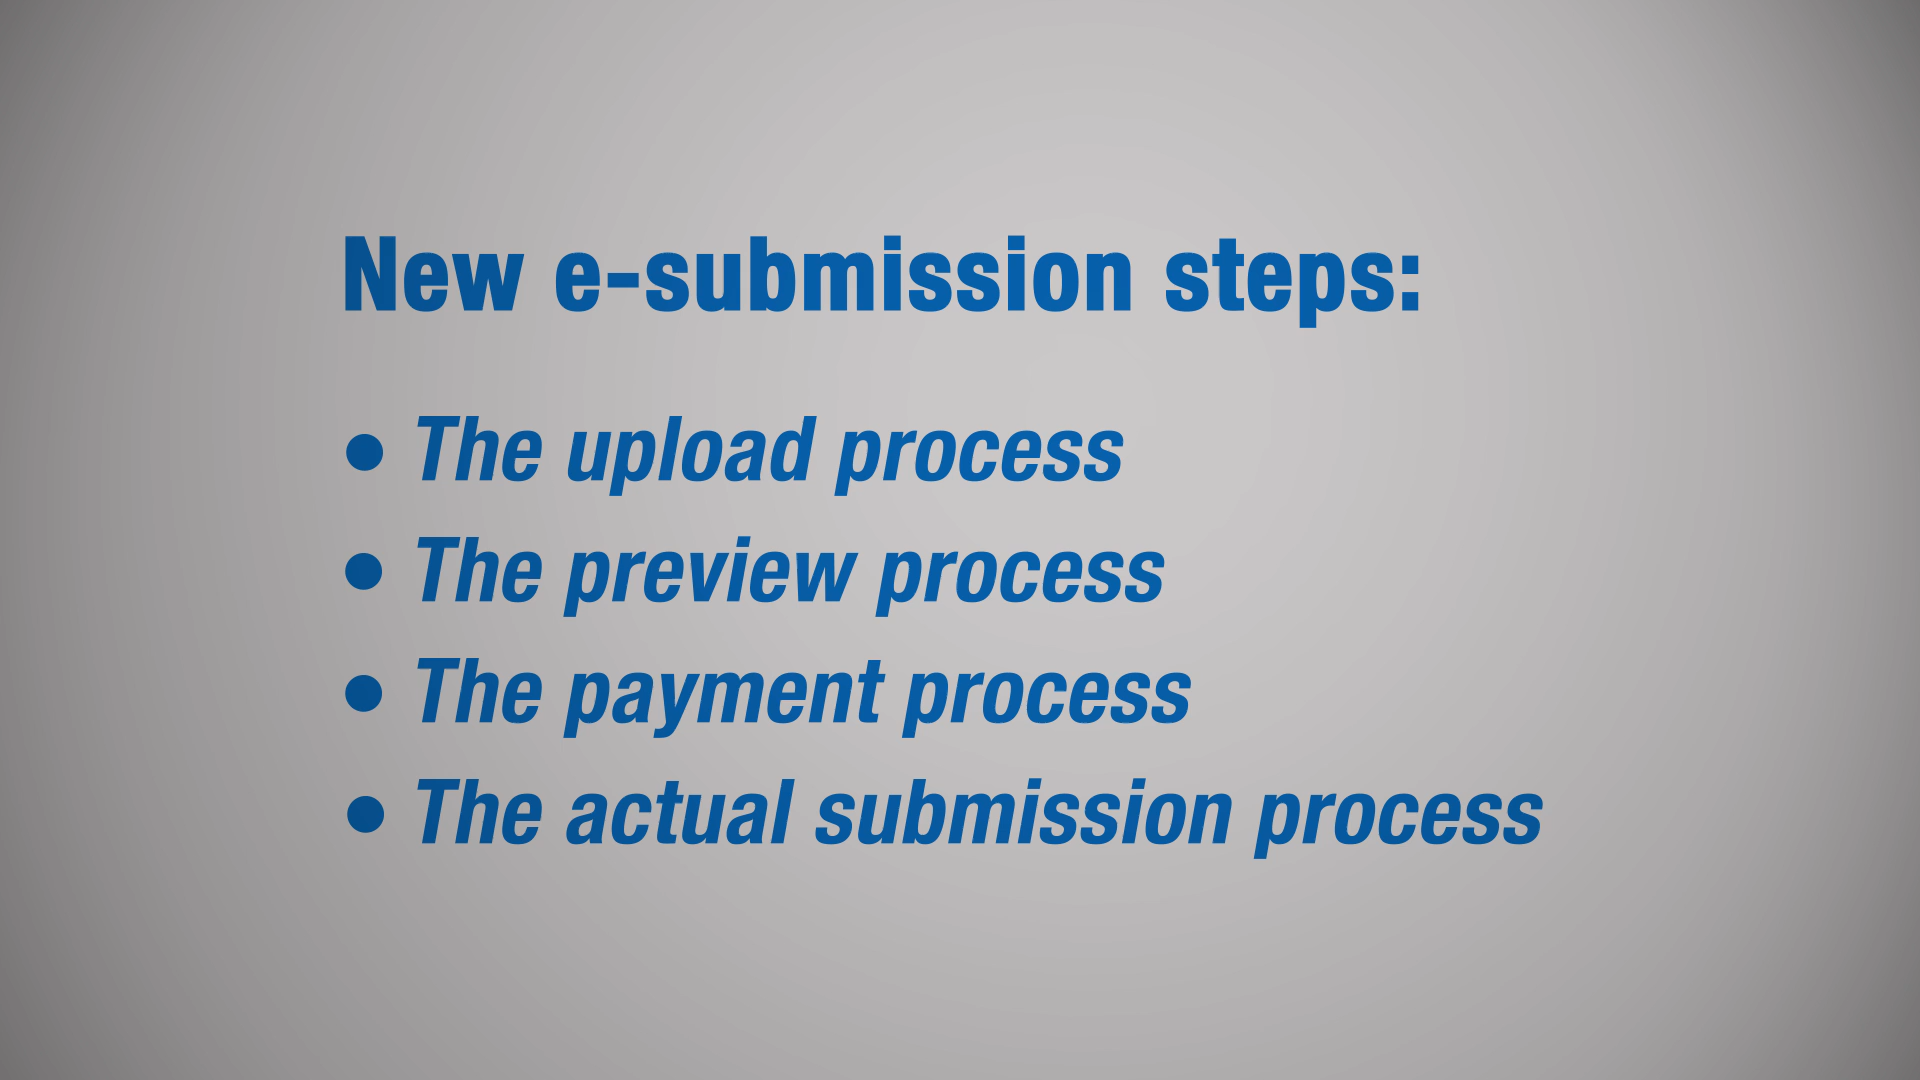 New e-submission steps:
• The upload process
• The preview process
• The payment process
• The actual submission process